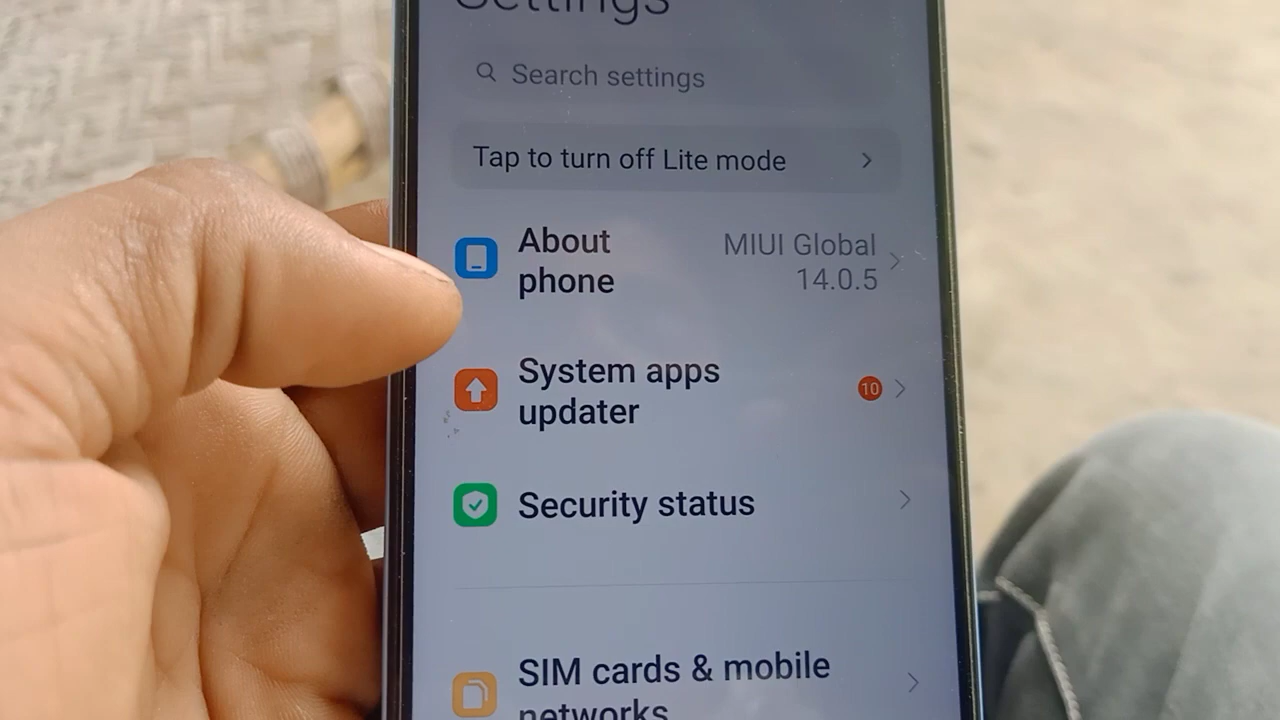 Settings
Search settings
Tap to turn off Lite mode
About
phone
MIUI Global
14.0.5
System apps
updater
10
Security status
SIM cards & mobile
networks